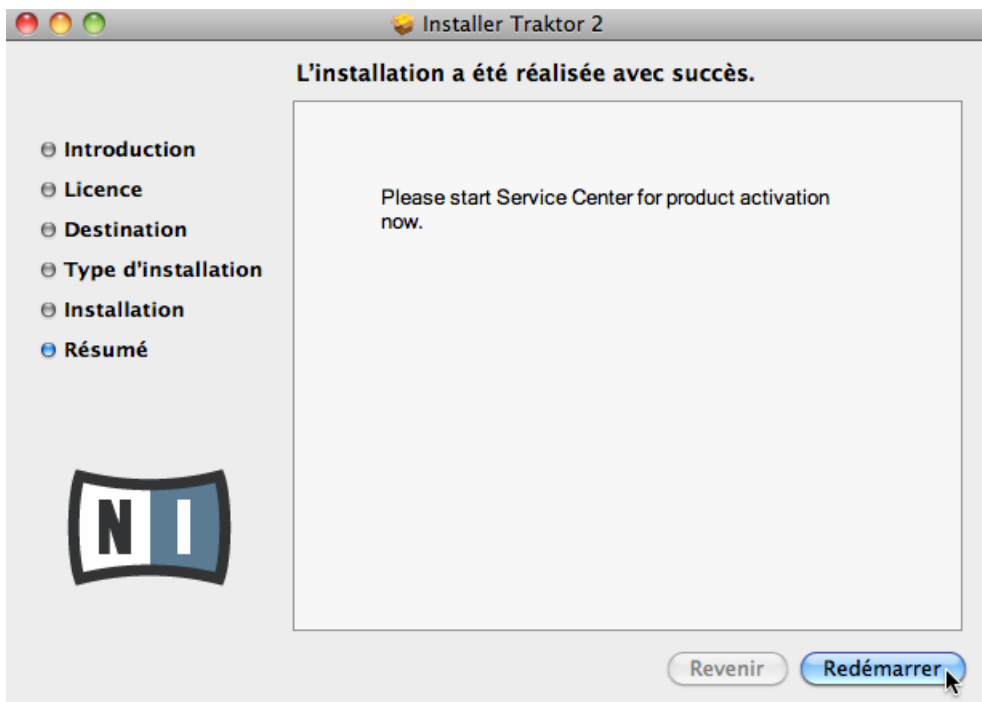 Installer Traktor 2
L'installation a été réalisée avec succès.
Introduction
Licence
Destination
Type d'installation
Installation
Résumé
Please start Service Center for product activation
now.
N I
Revenir
Redémarrer